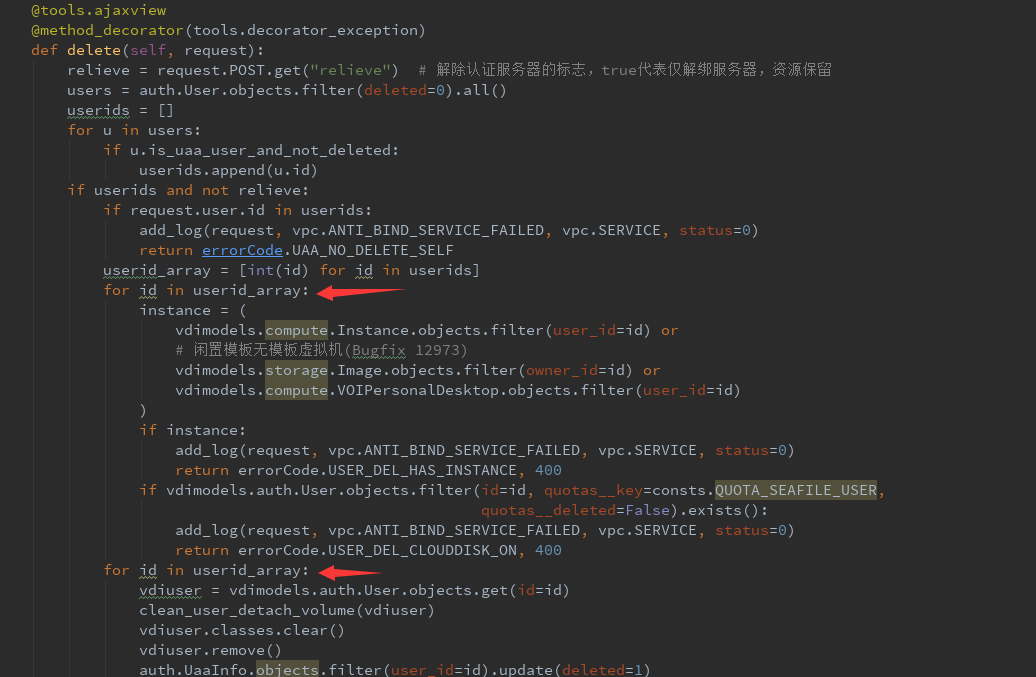 @tools.ajaxview
@method_decorator(tools.decorator_exception)
def delete(self, request):
    relieve = request.POST.get("relieve")  # 解除认证服务器的标志，true代表仅解绑服务器，资源保留
    users = auth.User.objects.filter(deleted=0).all()
    userids = []
    for u in users:
        if u.is_uaa_user_and_not_deleted:
            userids.append(u.id)
    if userids and not relieve:
        if request.user.id in userids:
            add_log(request, vpc.ANTI_BIND_SERVICE_FAILED, vpc.SERVICE, status=0)
            return errorCode.UAA_NO_DELETE_SELF
        userid_array = [int(id) for id in userids]
        for id in userid_array:
            instance = (
                vdimodels.compute.Instance.objects.filter(user_id=id) or
                # 闲置模板无模板虚拟机(Bugfix 12973)
                vdimodels.storage.Image.objects.filter(owner_id=id) or
                vdimodels.compute.VOIPersonalDesktop.objects.filter(user_id=id)
            )
            if instance:
                add_log(request, vpc.ANTI_BIND_SERVICE_FAILED, vpc.SERVICE, status=0)
                return errorCode.USER_DEL_HAS_INSTANCE, 400
            if vdimodels.auth.User.objects.filter(id=id, quotas__key=consts.QUOTA_SEAFILE_USER,
                                                  quotas__deleted=False).exists():
                add_log(request, vpc.ANTI_BIND_SERVICE_FAILED, vpc.SERVICE, status=0)
                return errorCode.USER_DEL_CLOUDDISK_ON, 400
        for id in userid_array:
            vdiuser = vdimodels.auth.User.objects.get(id=id)
            clean_user_detach_volume(vdiuser)
            vdiuser.classes.clear()
            vdiuser.remove()
            auth.UaaInfo.objects.filter(user_id=id).update(deleted=1)